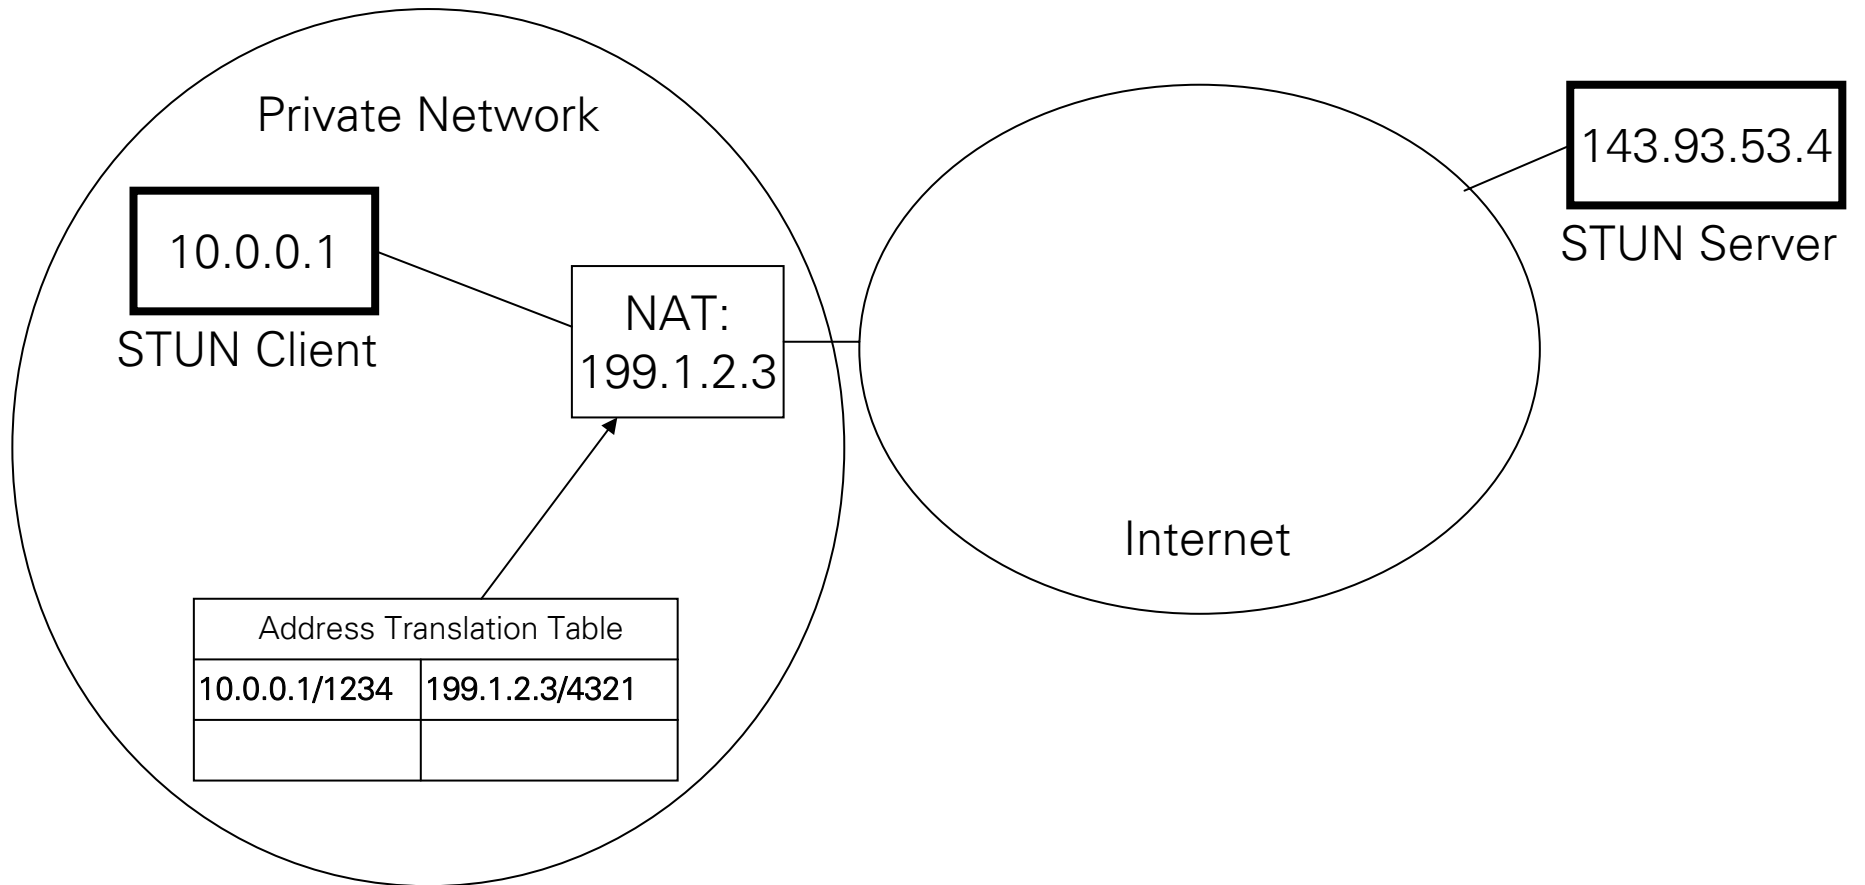 Private Network
10.0.0.1
STUN Client
NAT:
199.1.2.3
143.93.53.4
STUN Server
Internet
Address Translation Table
10.0.0.1/1234 199.1.2.3/4321